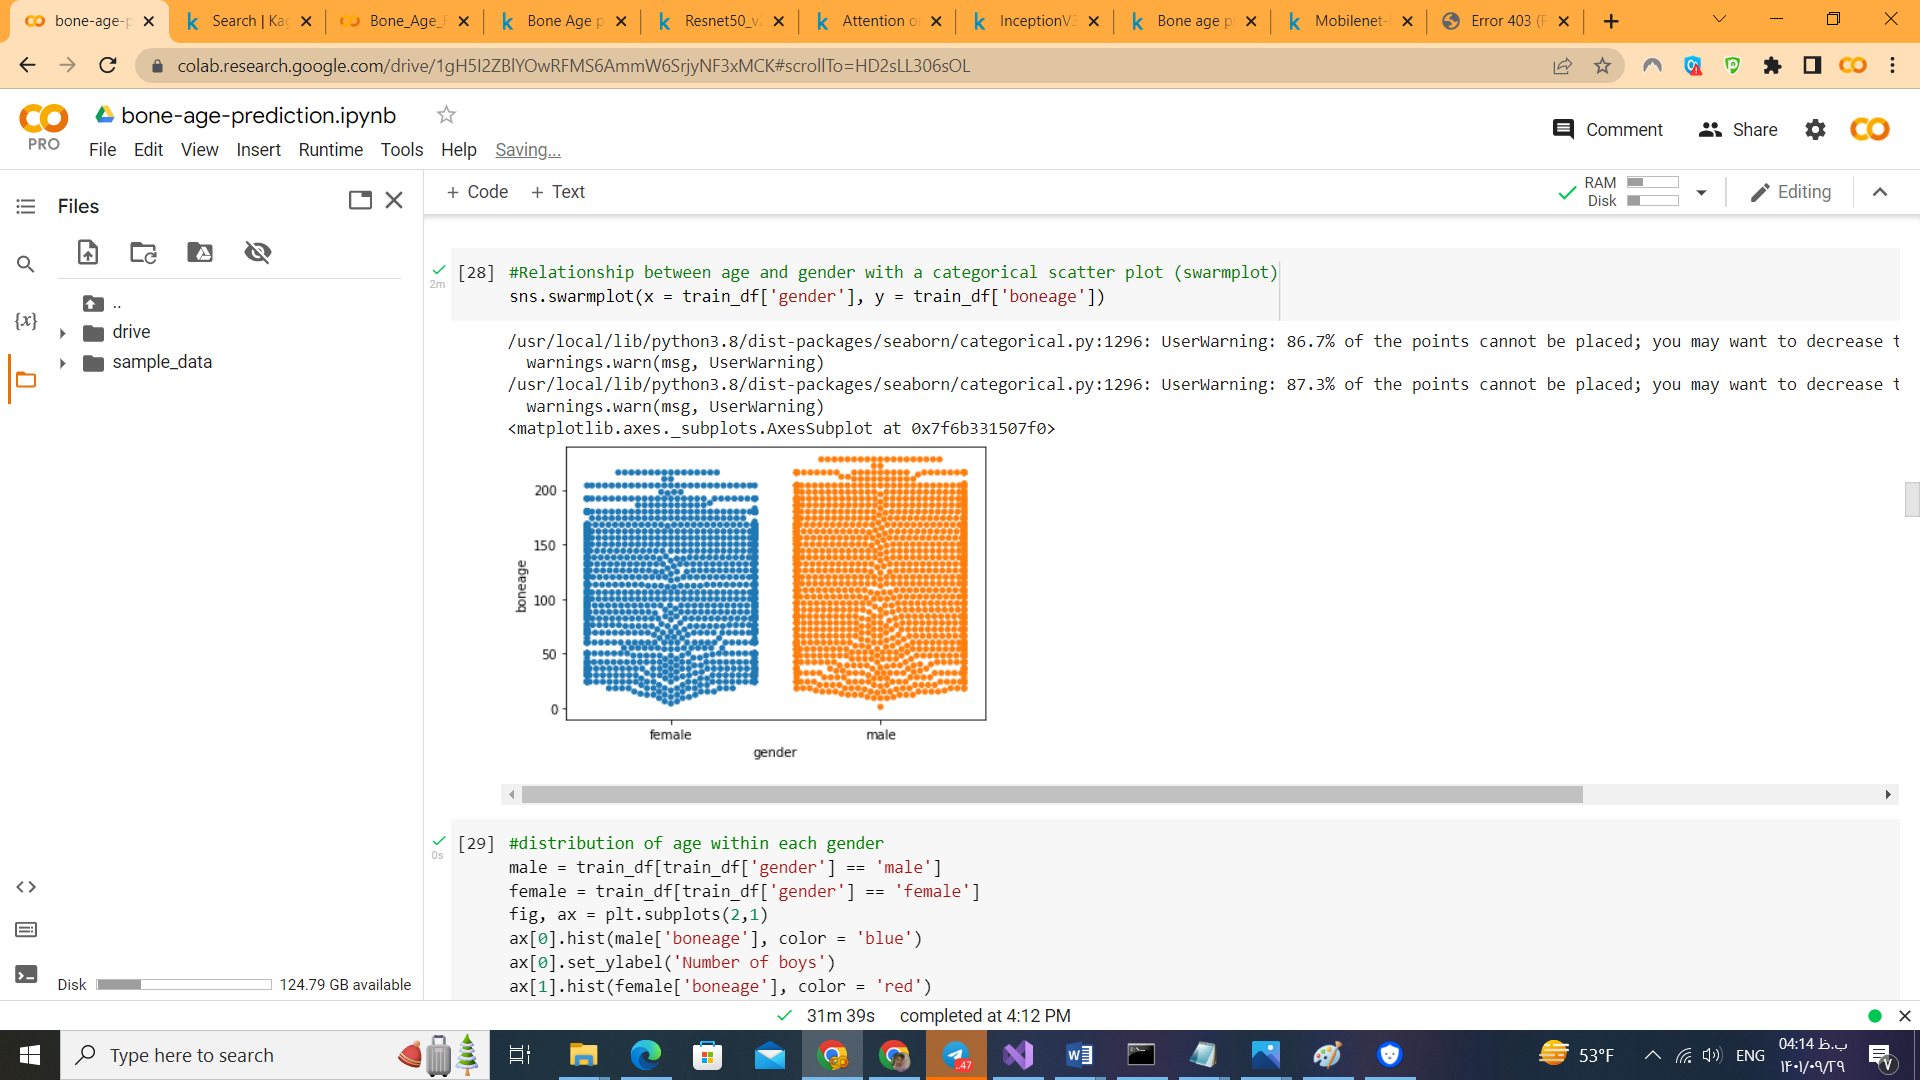 bone-age-p
Search | Kag
Bone_Age_
Bone Age p
Resnet50_v
Attention o
InceptionV3
Bone age p
Mobilenet-
Error 403 (F
colab.research.google.com/drive/1gH5I2ZBlYOwRFMS6AmmW6SrjyNF3xMCK#scrollTo=HD2sLL306sOL
PRO
bone-age-prediction.ipynb
File Edit View Insert Runtime Tools Help Saving...
Comment
Share
Files
+ Code + Text
RAM
Disk
Editing
..
drive
sample_data
{x}
2m
[28] #Relationship between age and gender with a categorical scatter plot (swarmplot)
sns.swarmplot(x = train_df['gender'], y = train_df['boneage'])
/usr/local/lib/python3.8/dist-packages/seaborn/categorical.py:1296: UserWarning: 86.7% of the points cannot be placed; you may want to decrease t
warnings.warn(msg, UserWarning)
/usr/local/lib/python3.8/dist-packages/seaborn/categorical.py:1296: UserWarning: 87.3% of the points cannot be placed; you may want to decrease t
warnings.warn(msg, UserWarning)
<matplotlib.axes._subplots.AxesSubplot at 0x7f6b331507f0>
boneage
200
150
100
50
0
female male
gender
0s
[29] #distribution of age within each gender
male = train_df[train_df['gender'] == 'male']
female = train_df[train_df['gender'] == 'female']
fig, ax = plt.subplots(2,1)
ax[0].hist(male['boneage'], color = 'blue')
ax[0].set_ylabel('Number of boys')
ax[1].hist(female['boneage'], color = 'red')
Disk 124.79 GB available
31m 39s completed at 4:12 PM
Type here to search
..47
53°F
ENG
04:14 ب.ظ
۱۴۰۱/۰۹/۲۹
V